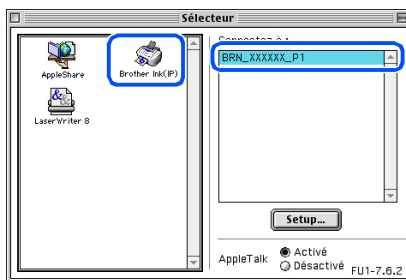 Sélecteur
AppleShare
Brother Ink(IP)
LaserWriter 8
Connectez à :
BRN_XXXXXX_P1
Setup...
AppleTalk
Activé
Désactivé
FU1-7.6.2